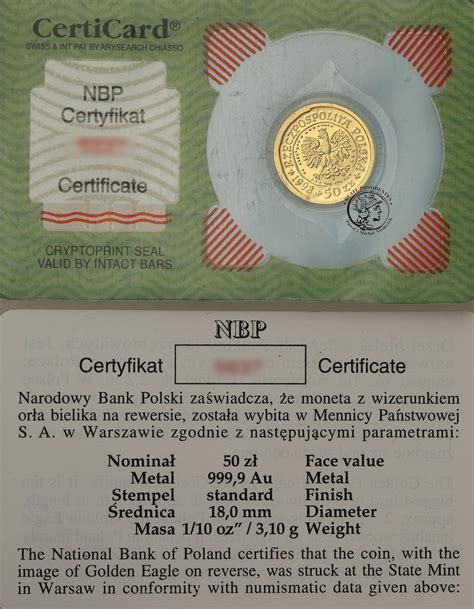 CertiCard®
SWISS & INT PAT BY ARYSEARCH CHIASSO
NBP
Certyfikat
Certificate
CRYPTOPRINT SEAL
VALID BY INTACT BARS
RZECZPOSPOLITA POLSKA
50 ZŁ
NBP
Certyfikat Certificate
Narodowy Bank Polski zaświadcza, że moneta z wizerunkiem
orła bielika na rewersie, została wybita w Mennicy Państwowej
S. A. w Warszawie zgodnie z następującymi parametrami:
Nominał 50 zł Face value
Metal 999,9 Au Metal
Stempel standard Finish
Średnica 18,0 mm Diameter
Masa 1/10 oz” / 3,10 g Weight
The National Bank of Poland certifies that the coin, with the
image of Golden Eagle on reverse, was struck at the State Mint
in Warsaw in conformity with numismatic data given above: